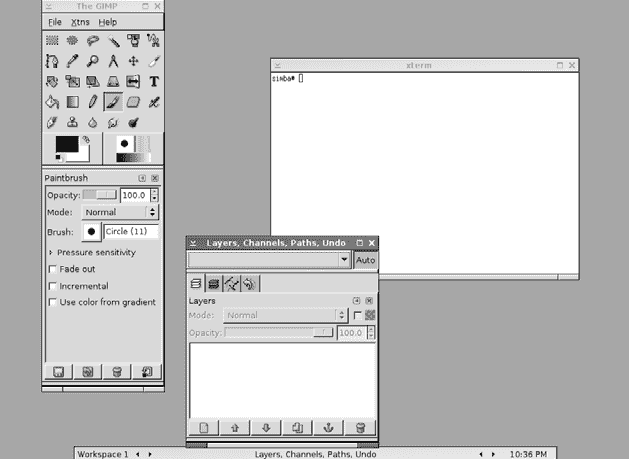 The GIMP
File Xtns Help
T
Paintbrush
Opacity: 100.0
Mode: Normal
Brush: Circle (11)
Pressure sensitivity
Fade out
Incremental
Use color from gradient
xterm
simba#
Layers, Channels, Paths, Undo
Auto
Layers
Mode: Normal
Opacity: 100.0
Workspace 1 Layers, Channels, Paths, Undo 10:36 PM